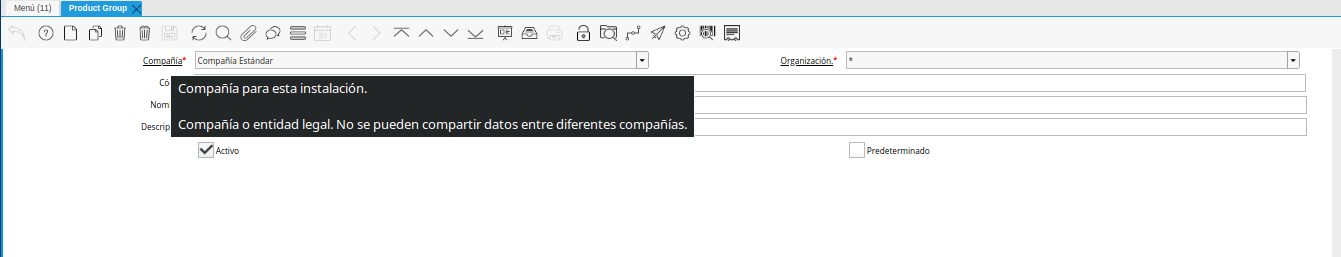 Menú (11) Product Group
Compañía* Compañía Estándar Organización.* *
Có
Compañía para esta instalación.
Nom
Compañía o entidad legal. No se pueden compartir datos entre diferentes compañías.
Descrip
Activo Predeterminado